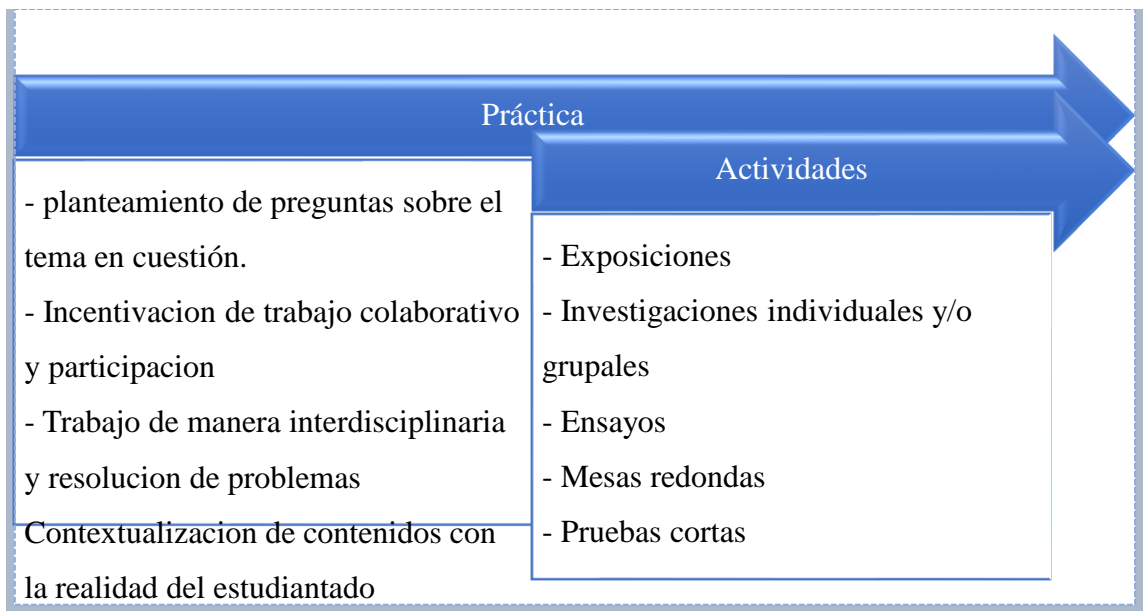 Práctica
- planteamiento de preguntas sobre el
tema en cuestión.
- Incentivacion de trabajo colaborativo
y participacion
- Trabajo de manera interdisciplinaria
y resolucion de problemas
Contextualizacion de contenidos con
la realidad del estudiantado
Actividades
- Exposiciones
- Investigaciones individuales y/o
grupales
- Ensayos
- Mesas redondas
- Pruebas cortas